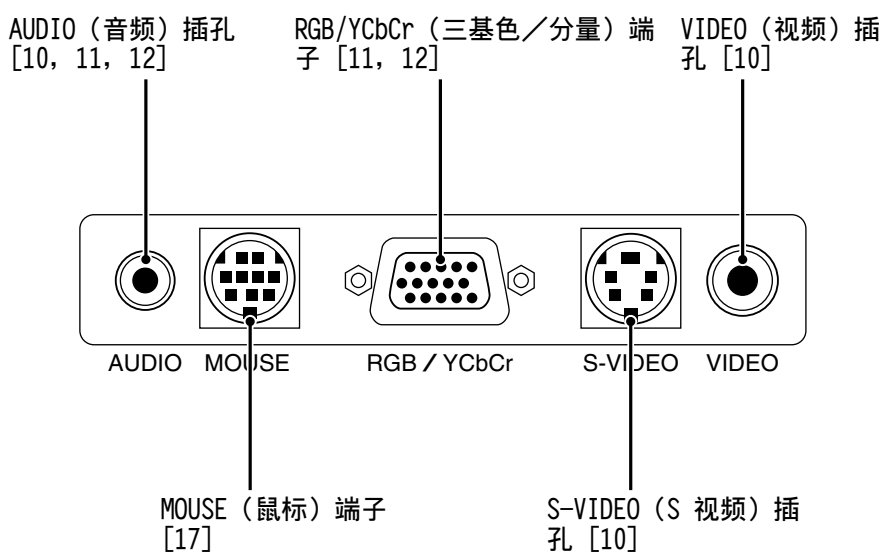 AUDIO（音频）插孔
[10, 11, 12]
RGB/YCbCr（三基色／分量）端
子 [11, 12]
VIDEO（视频）插
孔 [10]
AUDIO
MOUSE
RGB / YCbCr
S-VIDEO
VIDEO
MOUSE（鼠标）端子
[17]
S-VIDEO（S 视频）插
孔 [10]